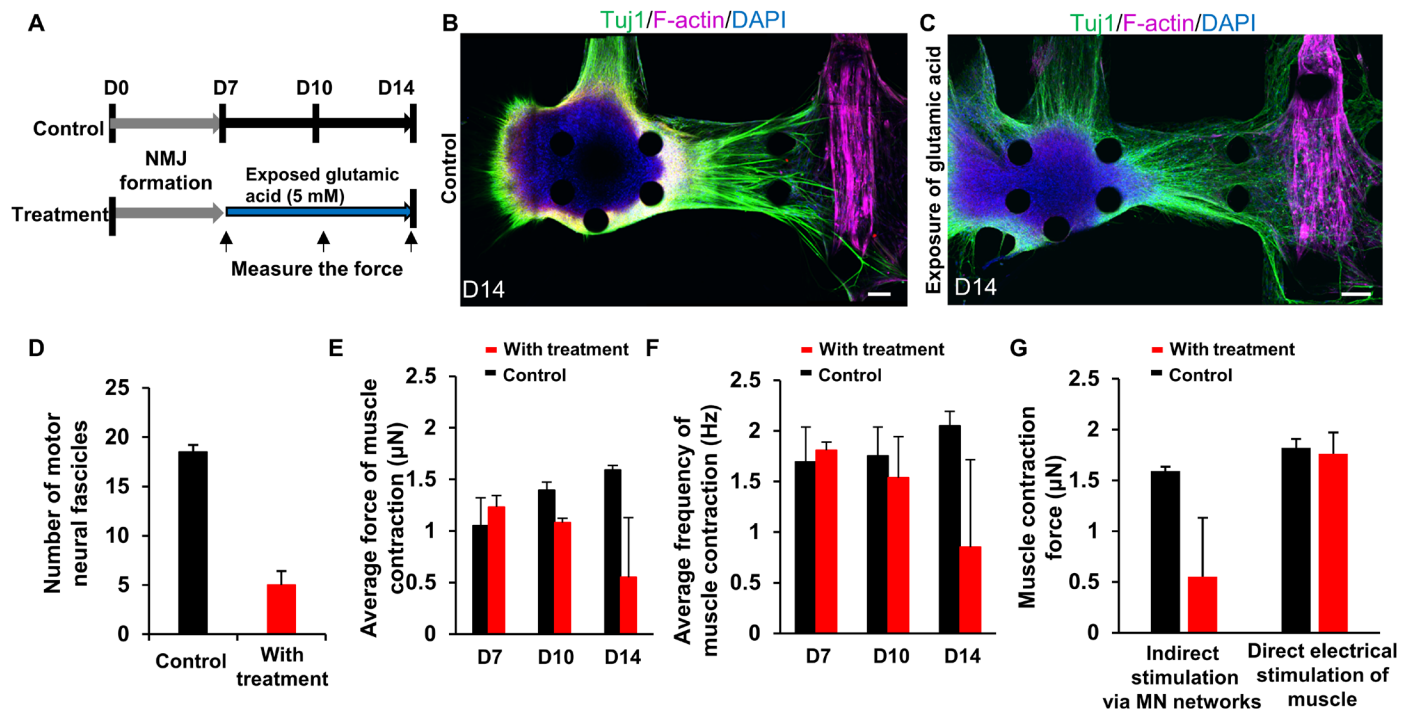 A
D0 D7 D10 D14
Control
NMJ
formation
Exposed glutamic
acid (5 mM)
Treatment
Measure the force
B
Tuj1/F-actin/DAPI
Control
D14
C
Tuj1/F-actin/DAPI
Exposure of glutamic acid
D14
D
Number of motor
neural fascicles
25
20
15
10
5
0
Control
With
treatment
E
With treatment
Control
Average force of muscle
contraction (µN)
2.5
2
1.5
1
0.5
0
D7 D10 D14
F
With treatment
Control
Average frequency of
muscle contraction (Hz)
2.5
2
1.5
1
0.5
0
D7 D10 D14
G
With treatment
Control
Muscle contraction
force (µN)
2.5
2
1.5
1
0.5
0
Indirect
stimulation
via MN networks
Direct electrical
stimulation of
muscle